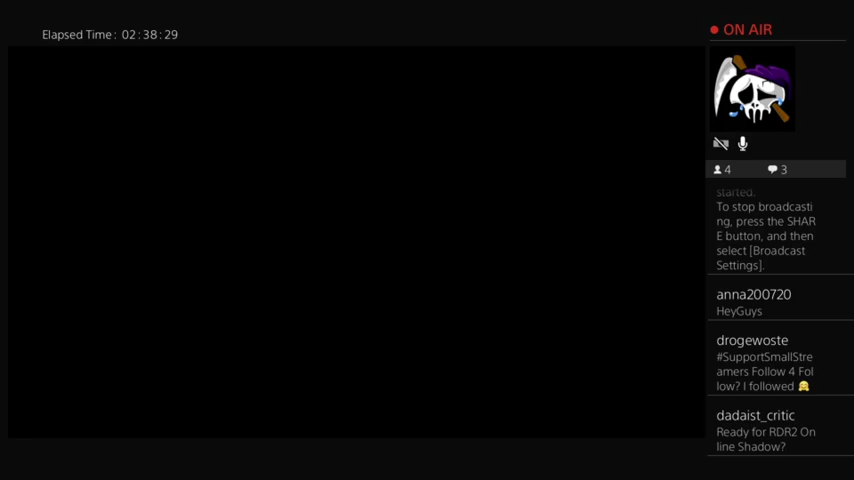 Elapsed Time: 02:38:29
ON AIR
4 3
started.
To stop broadcasti
ng, press the SHAR
E button, and then
select [Broadcast
Settings].
anna200720
HeyGuys
drogewoste
#SupportSmallStre
amers Follow 4 Fol
low? I followed 🤗
dadaist_critic
Ready for RDR2 On
line Shadow?